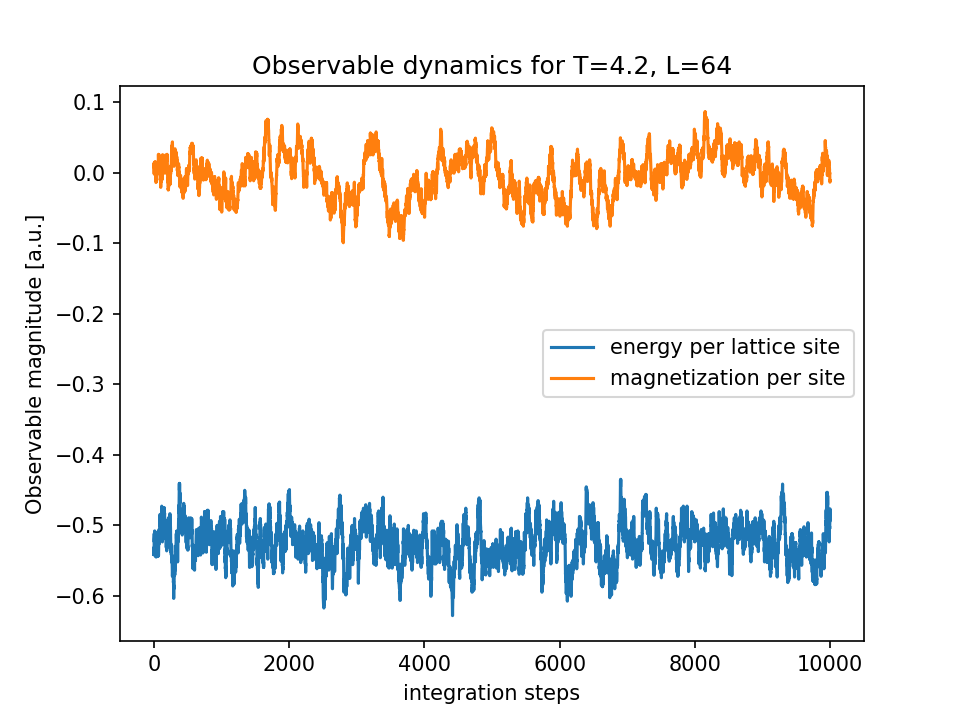 Observable dynamics for T=4.2, L=64
Observable magnitude [a.u.]
0.1
0.0
−0.1
−0.2
−0.3
−0.4
−0.5
−0.6
energy per lattice site
magnetization per site
0 2000 4000 6000 8000 10000
integration steps